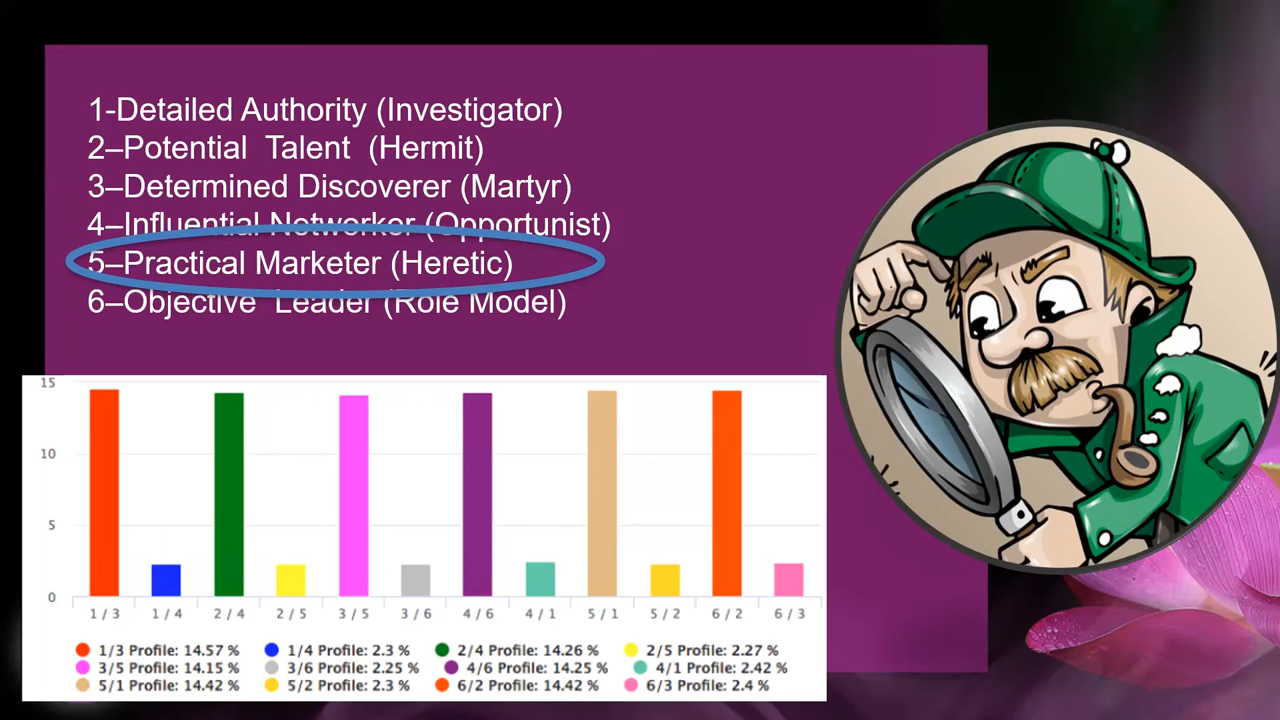 1-Detailed Authority (Investigator)
2–Potential Talent (Hermit)
3–Determined Discoverer (Martyr)
4–Influential Networker (Opportunist)
5–Practical Marketer (Heretic)
6–Objective Leader (Role Model)
15
10
5
0
1 / 3 1 / 4 2 / 4 2 / 5 3 / 5 3 / 6 4 / 6 4 / 1 5 / 1 5 / 2 6 / 2 6 / 3
1/3 Profile: 14.57 % 1/4 Profile: 2.3 % 2/4 Profile: 14.26 % 2/5 Profile: 2.27 %
3/5 Profile: 14.15 % 3/6 Profile: 2.25 % 4/6 Profile: 14.25 % 4/1 Profile: 2.42 %
5/1 Profile: 14.42 % 5/2 Profile: 2.3 % 6/2 Profile: 14.42 % 6/3 Profile: 2.4 %